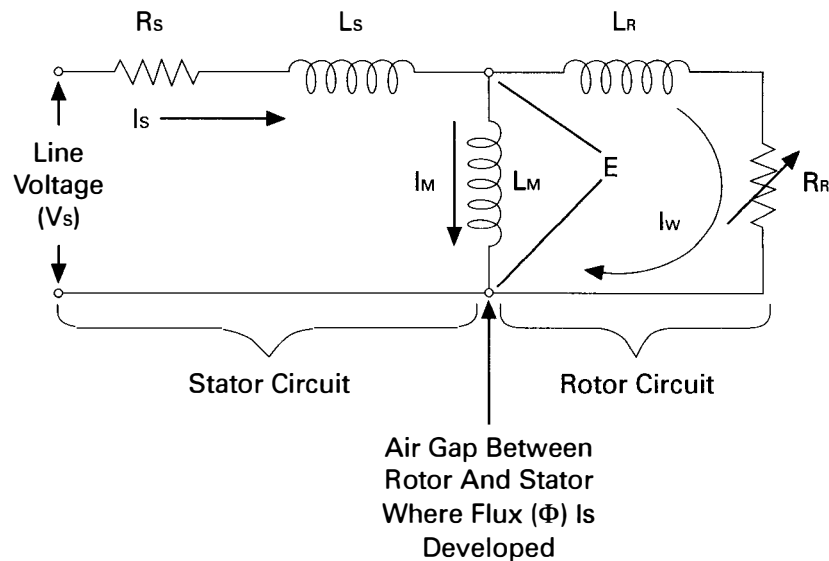 Rs
Ls
LR
Is
Line
Voltage
(Vs)
IM
LM
E
RR
Iw
Stator Circuit
Rotor Circuit
Air Gap Between
Rotor And Stator
Where Flux (Φ) Is
Developed